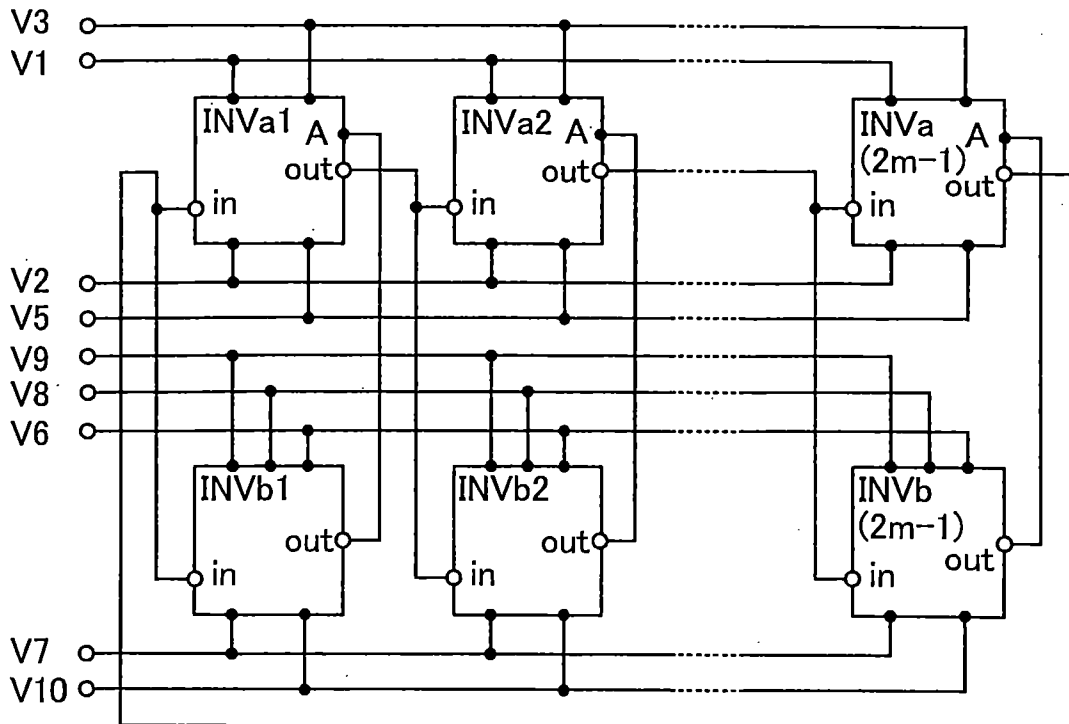 V3
V1
INVa1
A
out
in
INVa2
A
out
in
INVa
(2m-1)
A
out
in
V2
V5
V9
V8
V6
INVb1
out
in
INVb2
out
in
INVb
(2m-1)
out
in
V7
V10